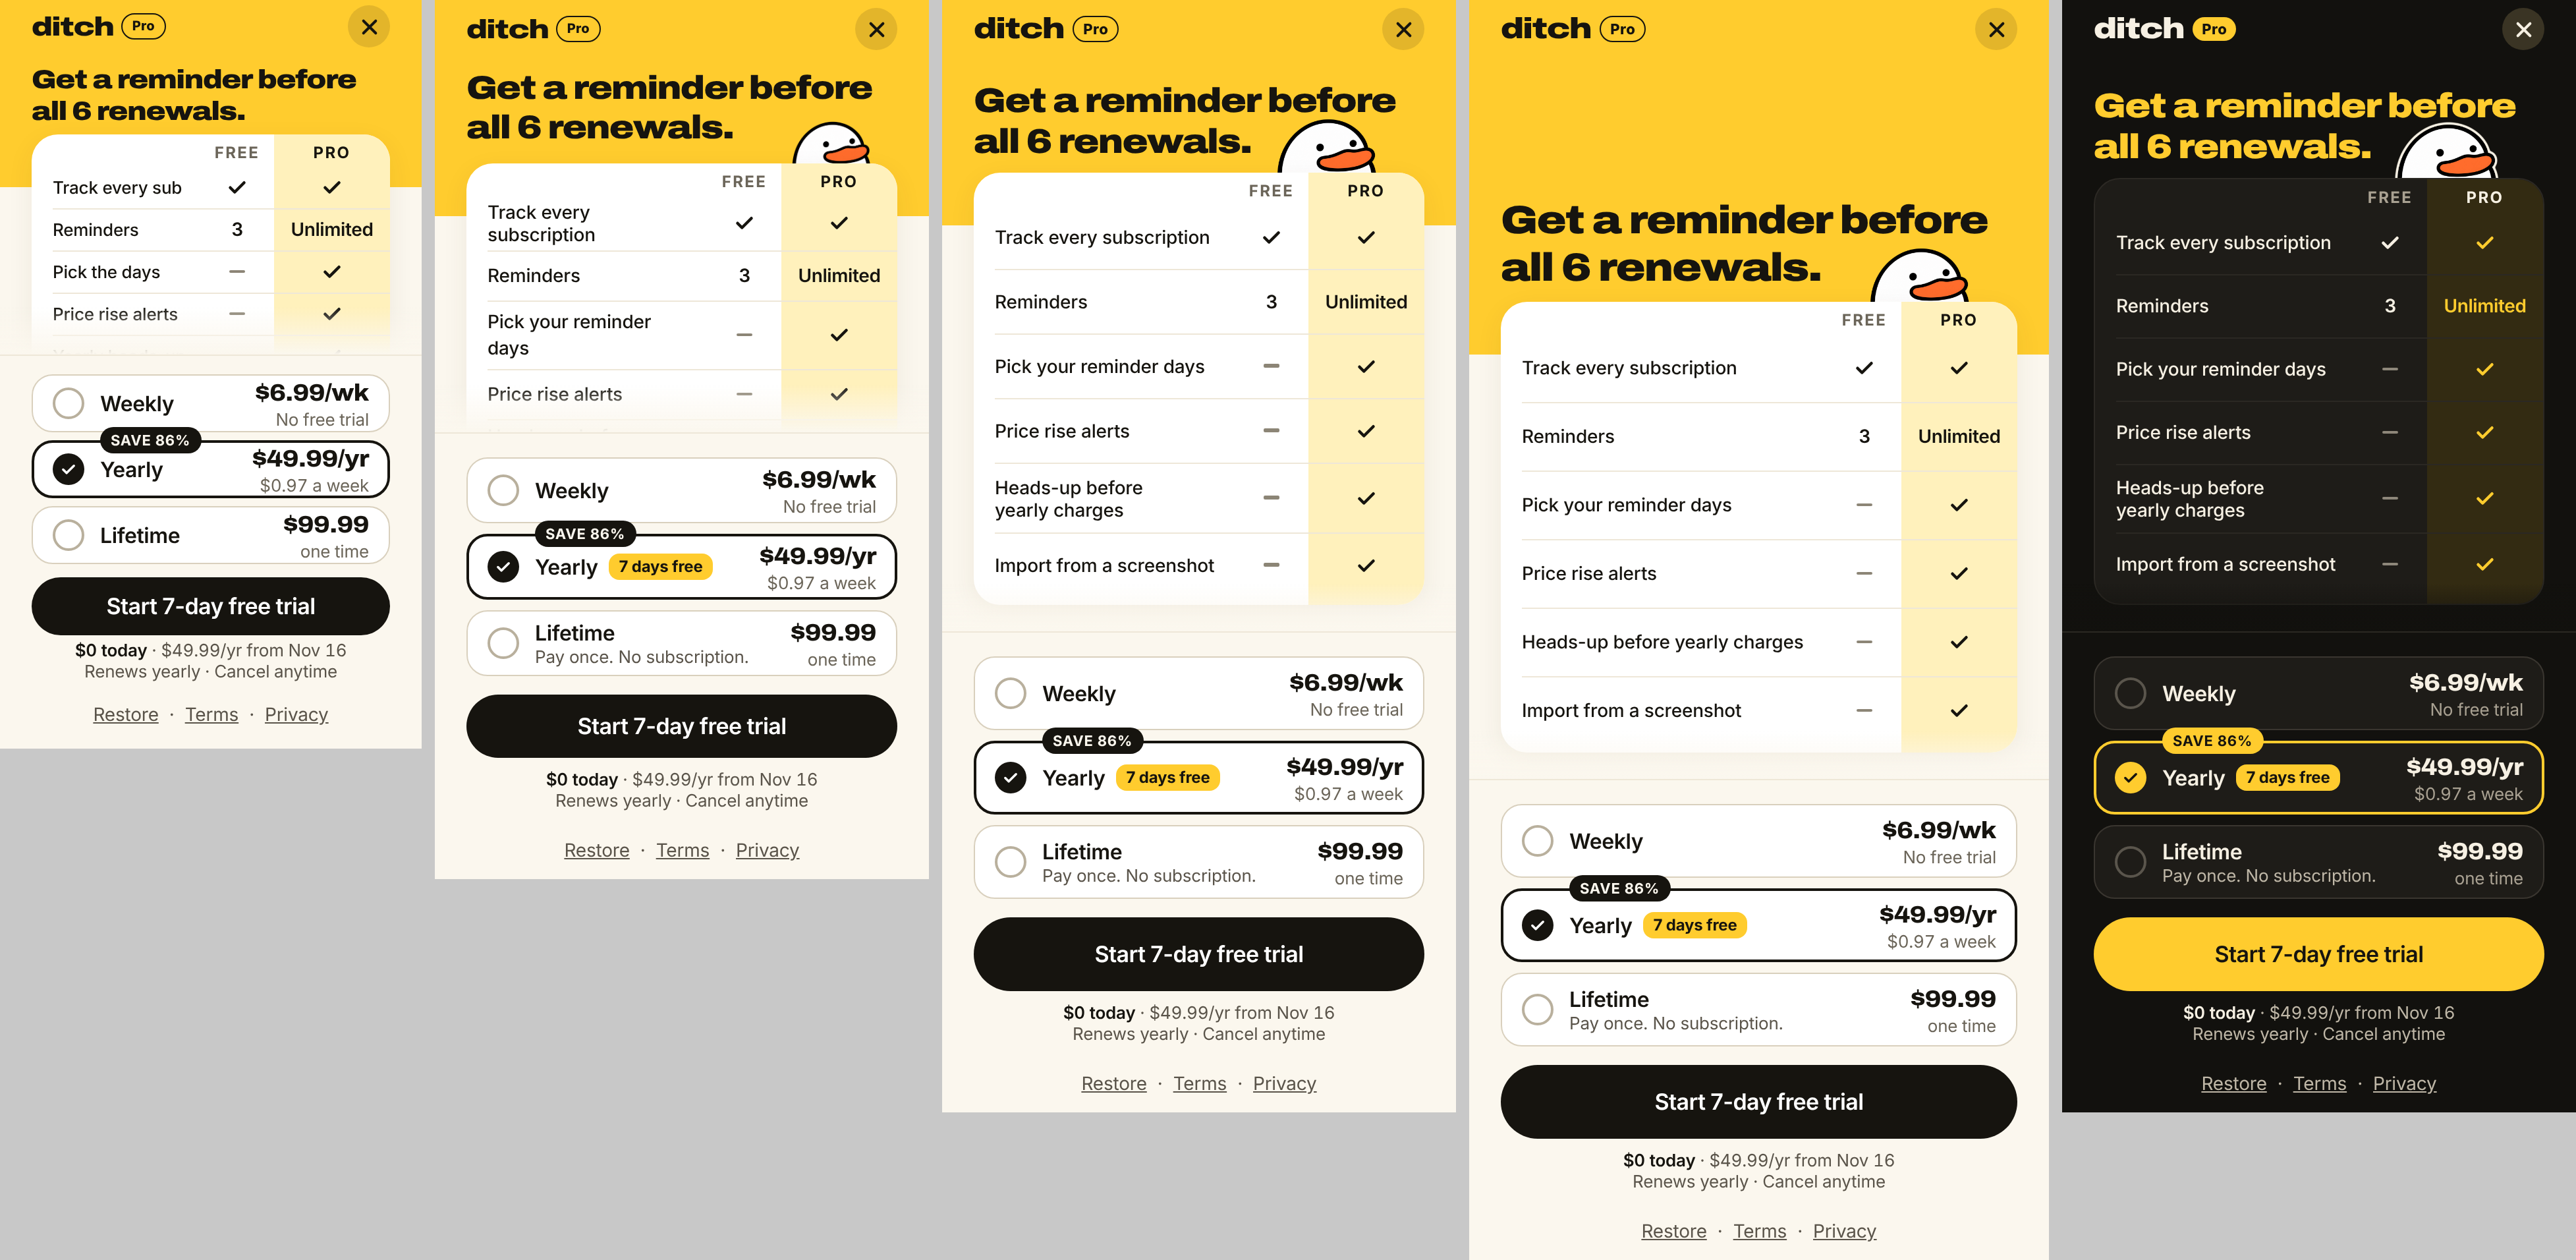 ditch Pro
Get a reminder before
all 6 renewals.
FREE PRO
Track every sub
Reminders 3 Unlimited
Pick the days
Price rise alerts
Weekly $6.99/wk
No free trial
SAVE 86%
Yearly $49.99/yr
$0.97 a week
Lifetime $99.99
one time
Start 7-day free trial
$0 today · $49.99/yr from Nov 16
Renews yearly · Cancel anytime
Restore · Terms · Privacy
ditch Pro
Get a reminder before
all 6 renewals.
FREE PRO
Track every
subscription
Reminders 3 Unlimited
Pick your reminder
days
Price rise alerts
Weekly $6.99/wk
No free trial
SAVE 86%
Yearly 7 days free $49.99/yr
$0.97 a week
Lifetime $99.99
Pay once. No subscription. one time
Start 7-day free trial
$0 today · $49.99/yr from Nov 16
Renews yearly · Cancel anytime
Restore · Terms · Privacy
ditch Pro
Get a reminder before
all 6 renewals.
FREE PRO
Track every subscription
Reminders 3 Unlimited
Pick your reminder days
Price rise alerts
Heads-up before
yearly charges
Import from a screenshot
Weekly $6.99/wk
No free trial
SAVE 86%
Yearly 7 days free $49.99/yr
$0.97 a week
Lifetime $99.99
Pay once. No subscription. one time
Start 7-day free trial
$0 today · $49.99/yr from Nov 16
Renews yearly · Cancel anytime
Restore · Terms · Privacy
ditch Pro
Get a reminder before
all 6 renewals.
FREE PRO
Track every subscription
Reminders 3 Unlimited
Pick your reminder days
Price rise alerts
Heads-up before yearly charges
Import from a screenshot
Weekly $6.99/wk
No free trial
SAVE 86%
Yearly 7 days free $49.99/yr
$0.97 a week
Lifetime $99.99
Pay once. No subscription. one time
Start 7-day free trial
$0 today · $49.99/yr from Nov 16
Renews yearly · Cancel anytime
Restore · Terms · Privacy
ditch Pro
Get a reminder before
all 6 renewals.
FREE PRO
Track every subscription
Reminders 3 Unlimited
Pick your reminder days
Price rise alerts
Heads-up before
yearly charges
Import from a screenshot
Weekly $6.99/wk
No free trial
SAVE 86%
Yearly 7 days free $49.99/yr
$0.97 a week
Lifetime $99.99
Pay once. No subscription. one time
Start 7-day free trial
$0 today · $49.99/yr from Nov 16
Renews yearly · Cancel anytime
Restore · Terms · Privacy